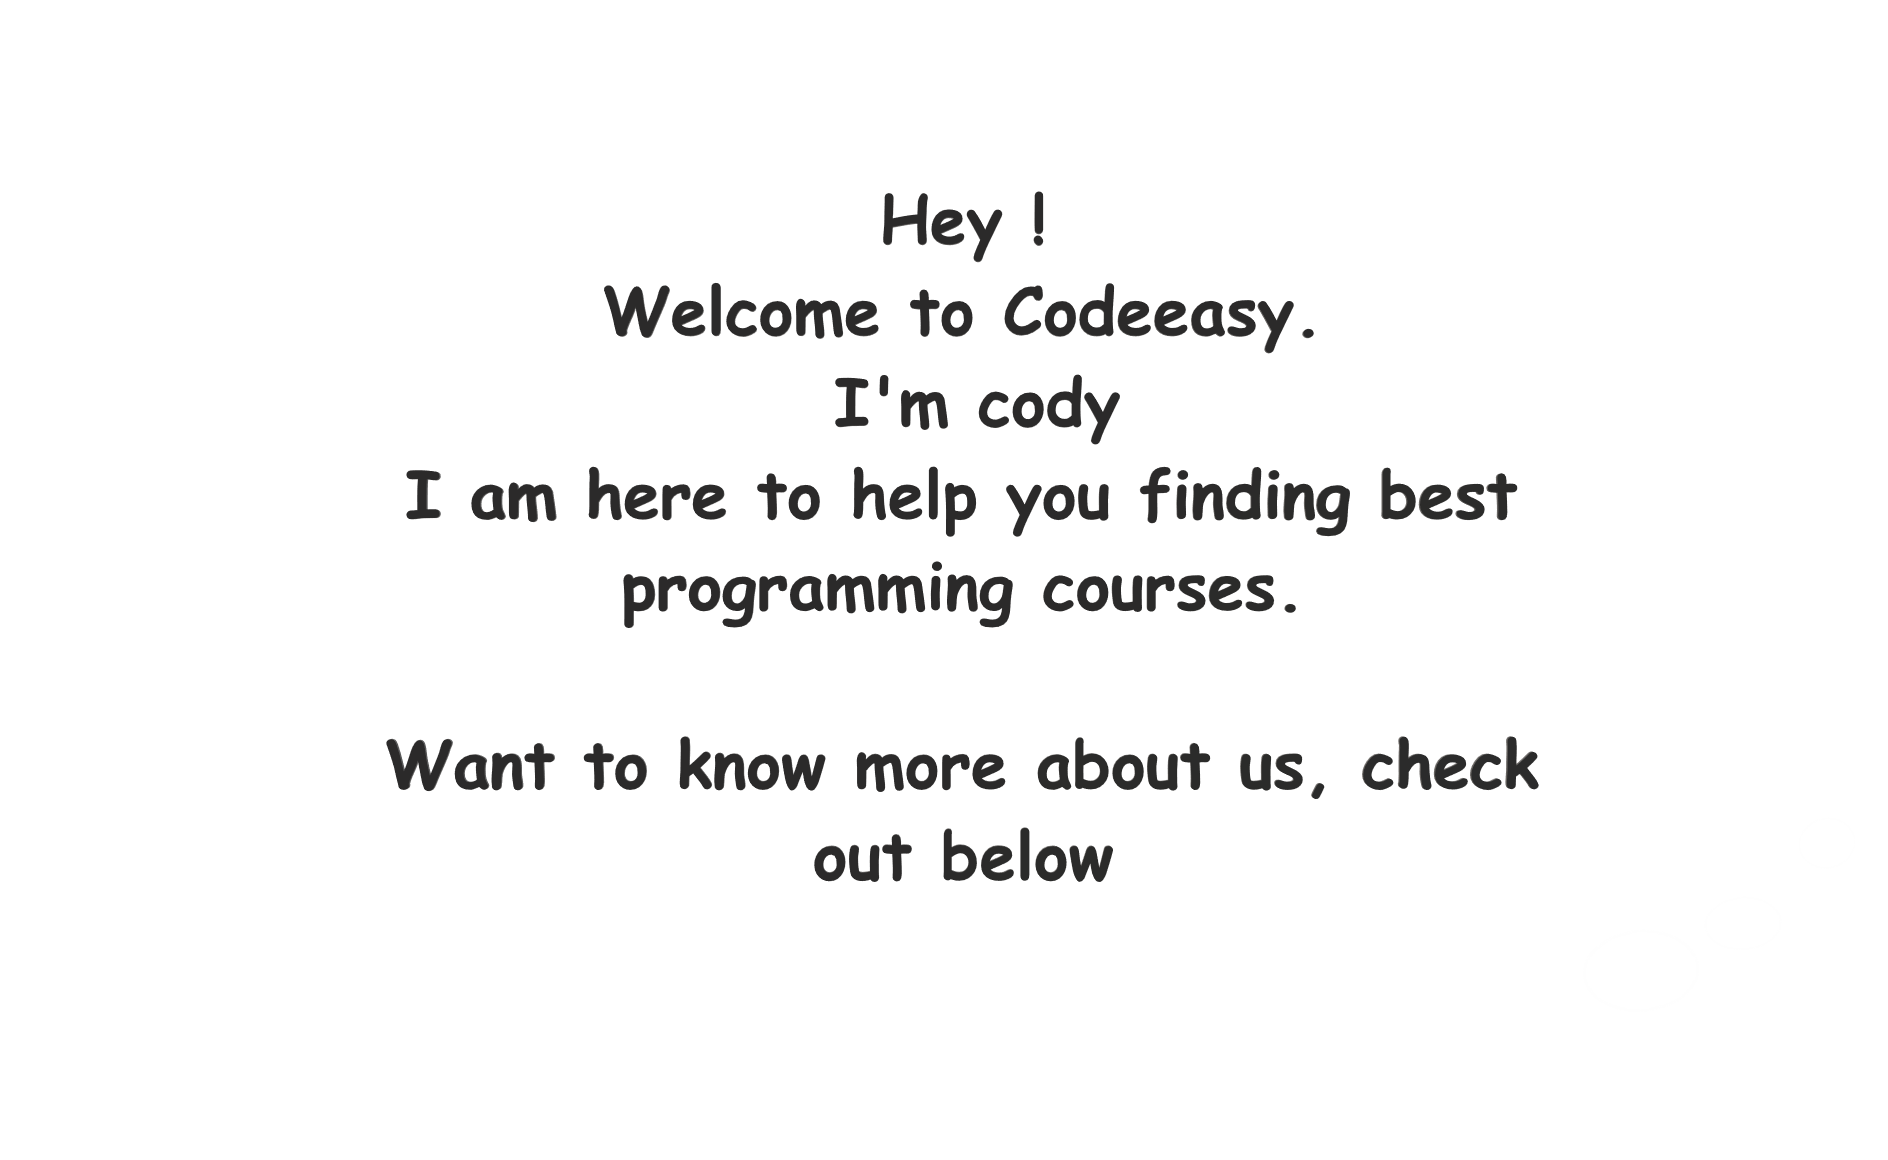 Hey !
Welcome to Codeeasy.
I'm cody
I am here to help you finding best
programming courses.
Want to know more about us, check
out below